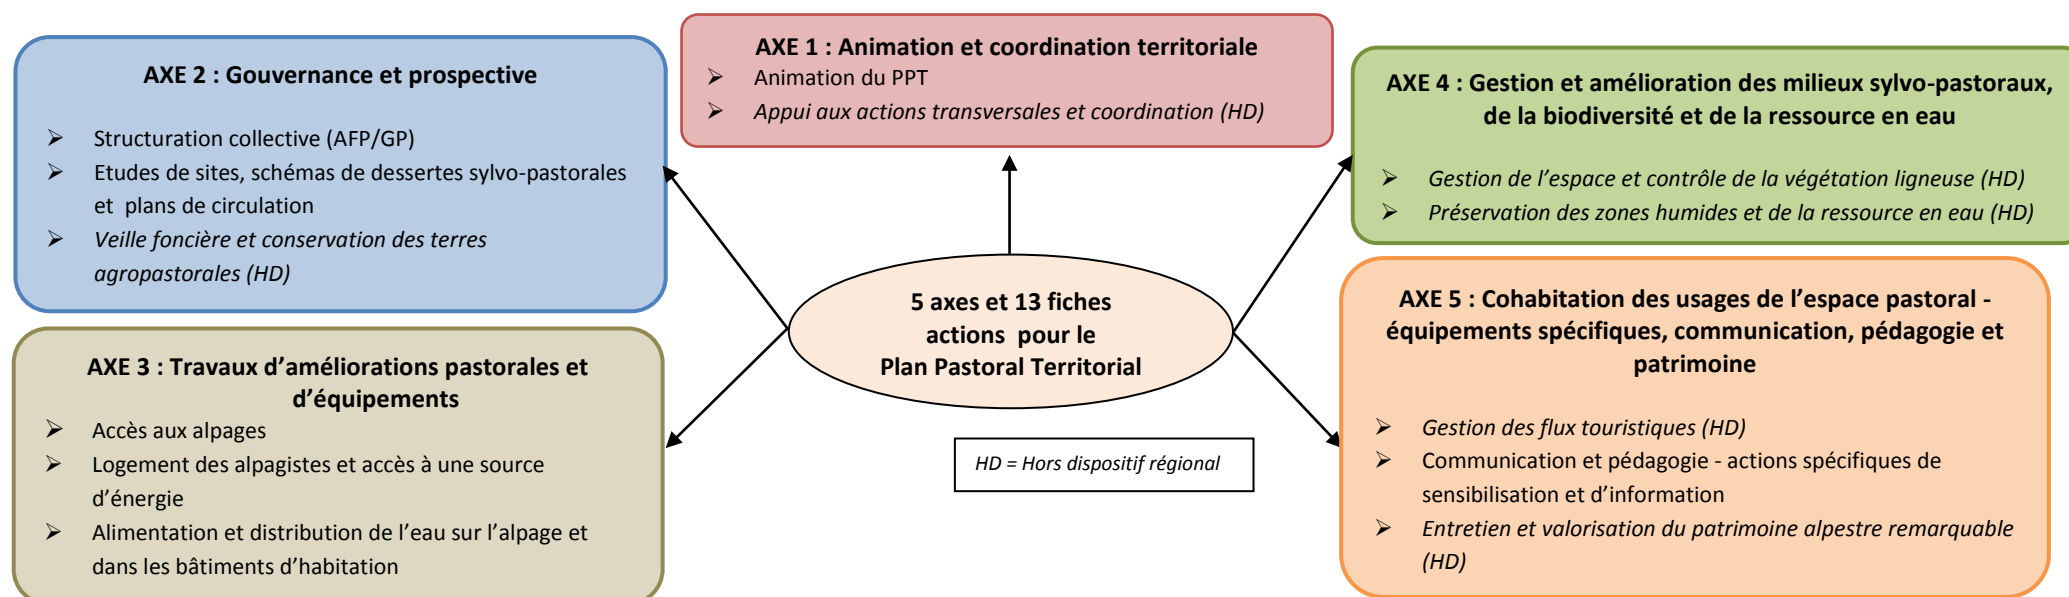 AXE 1 : Animation et coordination territoriale
➢ Animation du PPT
➢ Appui aux actions transversales et coordination (HD)
AXE 2 : Gouvernance et prospective
➢ Structuration collective (AFP/GP)
➢ Etudes de sites, schémas de dessertes sylvo-pastorales
et plans de circulation
➢ Veille foncière et conservation des terres
agropastorales (HD)
AXE 3 : Travaux d’améliorations pastorales et
d’équipements
➢ Accès aux alpages
➢ Logement des alpagistes et accès à une source
d’énergie
➢ Alimentation et distribution de l’eau sur l’alpage et
dans les bâtiments d’habitation
5 axes et 13 fiches
actions pour le
Plan Pastoral Territorial
HD = Hors dispositif régional
AXE 4 : Gestion et amélioration des milieux sylvo-pastoraux,
de la biodiversité et de la ressource en eau
➢ Gestion de l’espace et contrôle de la végétation ligneuse (HD)
➢ Préservation des zones humides et de la ressource en eau (HD)
AXE 5 : Cohabitation des usages de l’espace pastoral -
équipements spécifiques, communication, pédagogie et
patrimoine
➢ Gestion des flux touristiques (HD)
➢ Communication et pédagogie - actions spécifiques de
sensibilisation et d’information
➢ Entretien et valorisation du patrimoine alpestre remarquable
(HD)